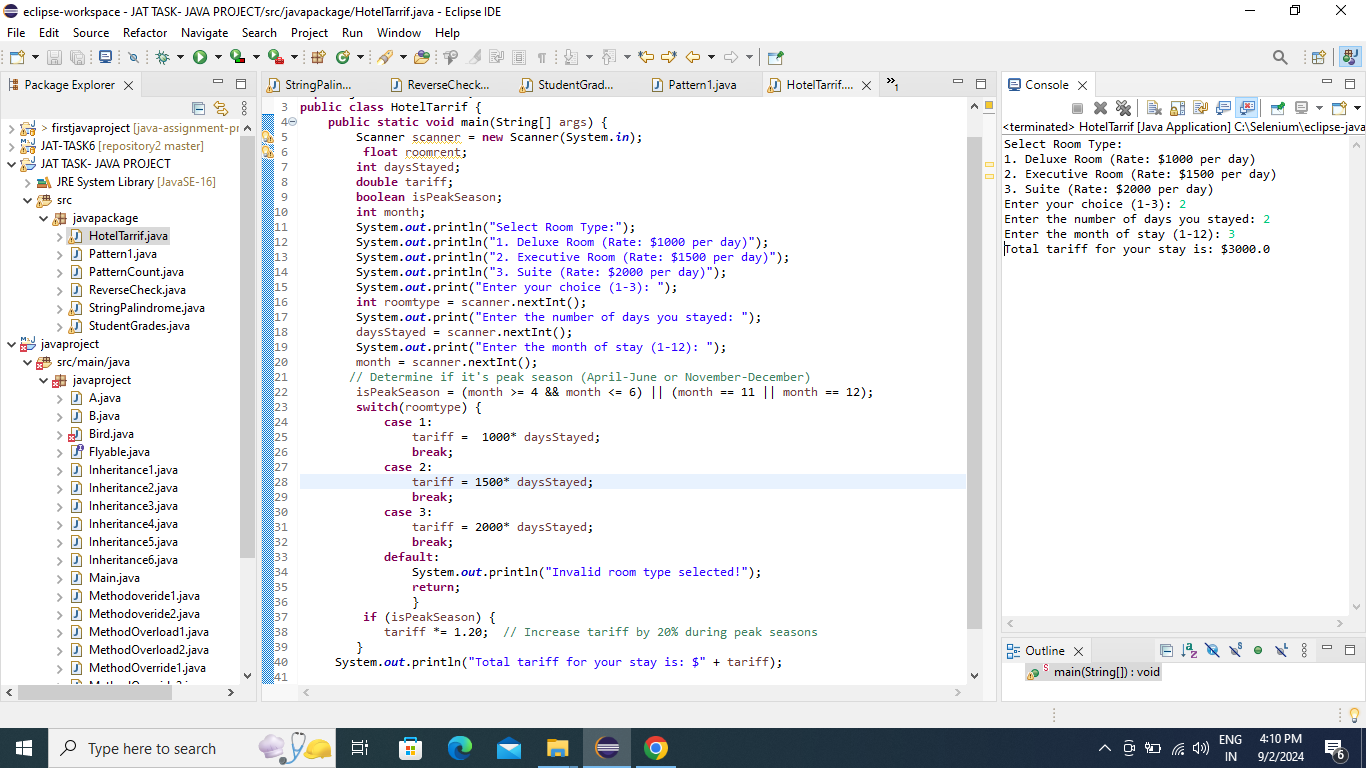 eclipse-workspace - JAT TASK- JAVA PROJECT/src/javapackage/HotelTarrif.java - Eclipse IDE
File Edit Source Refactor Navigate Search Project Run Window Help
Package Explorer
> firstjavaproject [java-assignment-pr
JAT-TASK6 [repository2 master]
JAT TASK- JAVA PROJECT
JRE System Library [JavaSE-16]
src
javapackage
HotelTarrif.java
Pattern1.java
PatternCount.java
ReverseCheck.java
StringPalindrome.java
StudentGrades.java
javaproject
src/main/java
javaproject
A.java
B.java
Bird.java
Flyable.java
Inheritance1.java
Inheritance2.java
Inheritance3.java
Inheritance4.java
Inheritance5.java
Inheritance6.java
Main.java
Methodoveride1.java
Methodoveride2.java
MethodOverload1.java
MethodOverload2.java
MethodOverride1.java
StringPalin... ReverseCheck... StudentGrad... Pattern1.java HotelTarrif.... »1
3 public class HotelTarrif {
4 public static void main(String[] args) {
5 Scanner scanner = new Scanner(System.in);
6 float roomrent;
7 int daysStayed;
8 double tariff;
9 boolean isPeakSeason;
10 int month;
11 System.out.println("Select Room Type:");
12 System.out.println("1. Deluxe Room (Rate: $1000 per day)");
13 System.out.println("2. Executive Room (Rate: $1500 per day)");
14 System.out.println("3. Suite (Rate: $2000 per day)");
15 System.out.print("Enter your choice (1-3): ");
16 int roomtype = scanner.nextInt();
17 System.out.print("Enter the number of days you stayed: ");
18 daysStayed = scanner.nextInt();
19 System.out.print("Enter the month of stay (1-12): ");
20 month = scanner.nextInt();
21 // Determine if it's peak season (April-June or November-December)
22 isPeakSeason = (month >= 4 && month <= 6) || (month == 11 || month == 12);
23 switch(roomtype) {
24 case 1:
25 tariff =  1000* daysStayed;
26 break;
27 case 2:
28 tariff = 1500* daysStayed;
29 break;
30 case 3:
31 tariff = 2000* daysStayed;
32 break;
33 default:
34 System.out.println("Invalid room type selected!");
35 return;
36 }
37 if (isPeakSeason) {
38 tariff *= 1.20;  // Increase tariff by 20% during peak seasons
39 }
40 System.out.println("Total tariff for your stay is: $" + tariff);
41
Console
<terminated> HotelTarrif [Java Application] C:\Selenium\eclipse-java
Select Room Type:
1. Deluxe Room (Rate: $1000 per day)
2. Executive Room (Rate: $1500 per day)
3. Suite (Rate: $2000 per day)
Enter your choice (1-3): 2
Enter the number of days you stayed: 2
Enter the month of stay (1-12): 3
Total tariff for your stay is: $3000.0
Outline
main(String[]) : void
Type here to search
ENG
IN
4:10 PM
9/2/2024
6